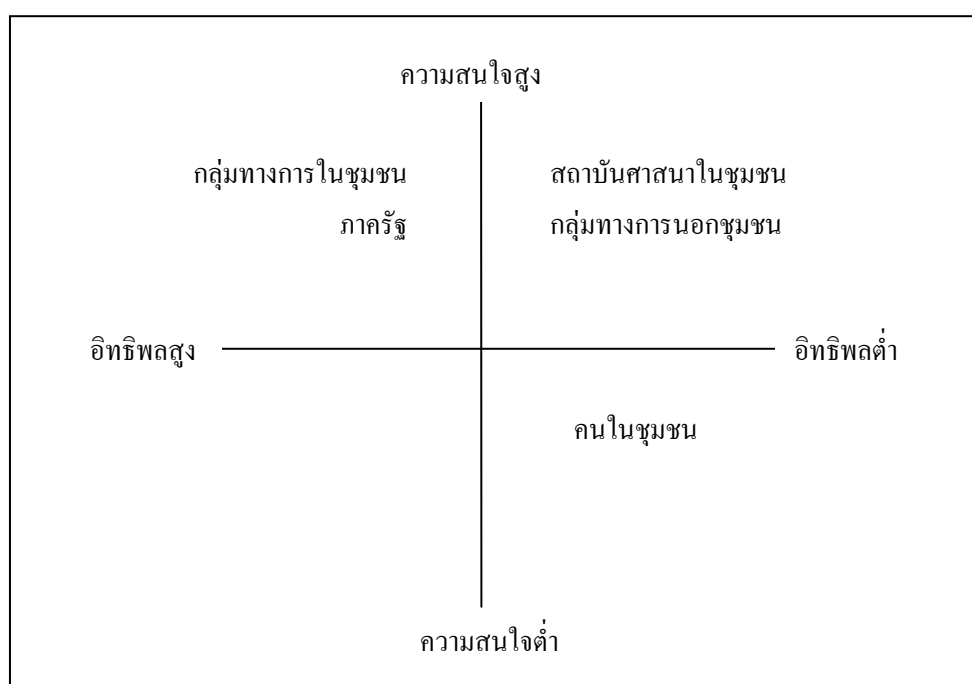 ความสนใจสูง
กลุ่มทางการในชุมชน
สถาบันศาสนาในชุมชน
ภาครัฐ
กลุ่มทางการนอกชุมชน
อิทธิพลสูง
อิทธิพลต่ำ
คนในชุมชน
ความสนใจต่ำ